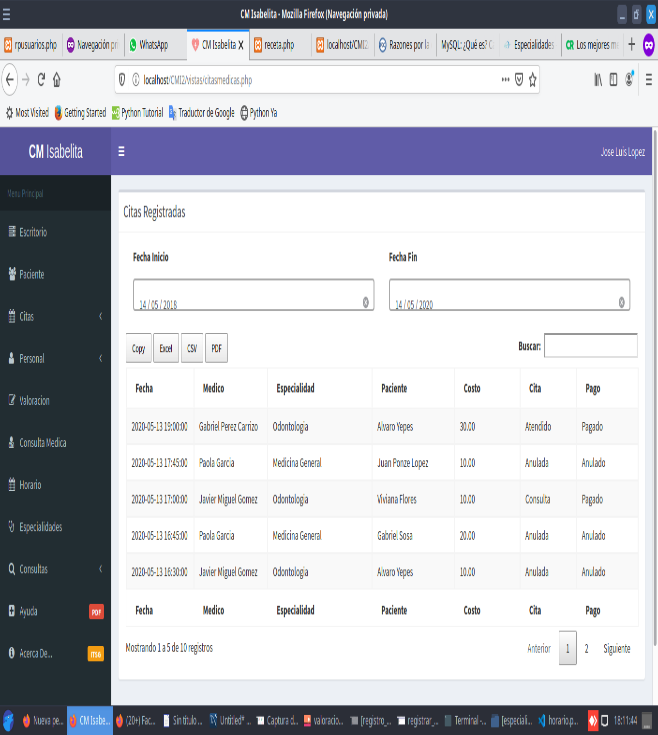 CM Isabelita - Mozilla Firefox (Navegación privada)
rpusuarios.php Navegación pri WhatsApp CM Isabelita X receta.php localhost/CMI2 Razones por la MySQL: ¿Qué es? Especialidades Los mejores m
localhost/CMI2/vistas/citasmedicas.php
Most Visited Getting Started Python Tutorial Traductor de Google Python Ya
CM Isabelita Jose Luis Lopez
Menu Principal
Escritorio
Paciente
Citas
Personal
Valoracion
Consulta Medica
Horario
Especialidades
Consultas
Ayuda PDF
Acerca De... ITSG
Citas Registradas
Fecha Inicio Fecha Fin
14 / 05 / 2018 14 / 05 / 2020
Copy Excel CSV PDF Buscar:
Fecha Medico Especialidad Paciente Costo Cita Pago
2020-05-13 19:00:00 Gabriel Perez Carrizo Odontologia Alvaro Yepes 30.00 Atendido Pagado
2020-05-13 17:45:00 Paola Garcia Medicina General Juan Ponze Lopez 10.00 Anulada Anulado
2020-05-13 17:00:00 Javier Miguel Gomez Odontologia Viviana Flores 10.00 Consulta Pagado
2020-05-13 16:45:00 Paola Garcia Medicina General Gabriel Sosa 20.00 Anulada Anulado
2020-05-13 16:30:00 Javier Miguel Gomez Odontologia Alvaro Yepes 10.00 Anulada Anulado
Fecha Medico Especialidad Paciente Costo Cita Pago
Mostrando 1 a 5 de 10 registros Anterior 1 2 Siguiente
Nueva pe... CM Isabe... (20+) Fac... Sin titulo ... Untitled* ... Captura d... valoracio... [registro_... registrar_... Terminal -... [especiali... horario.p... 18:11:44